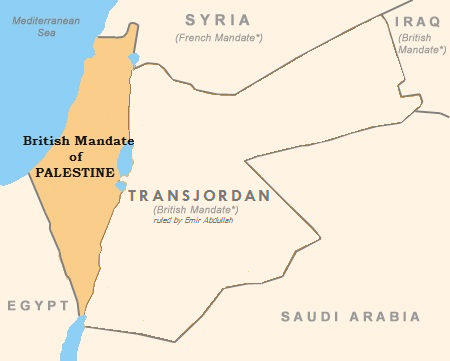 Mediterranean
Sea
SYRIA
(French Mandate*)
IRAQ
(British
Mandate*)
British Mandate
of
PALESTINE
TRANSJORDAN
(British Mandate*)
ruled by Emir Abdullah
EGYPT
SAUDI ARABIA